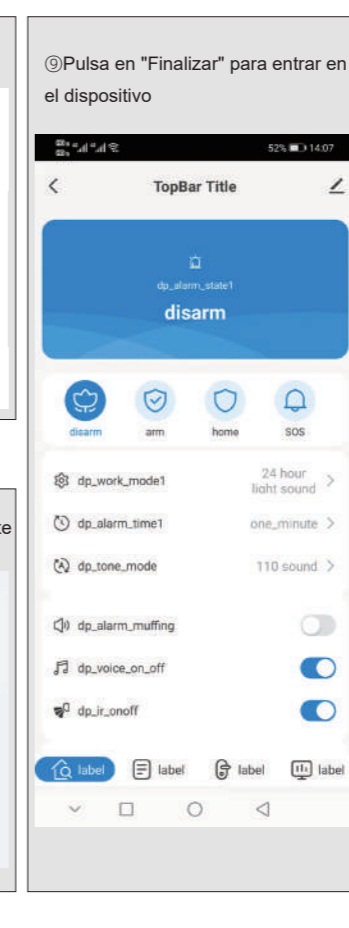 ⑨Pulsa en "Finalizar" para entrar en
el dispositivo
52% 14:07
TopBar Title
dp_alarm_state1
disarm
disarm arm home SOS
dp_work_mode1 24 hour
light sound
dp_alarm_time1 one_minute
dp_tone_mode 110 sound
dp_alarm_muffing
te
dp_voice_on_off
dp_ir_onoff
label label label label